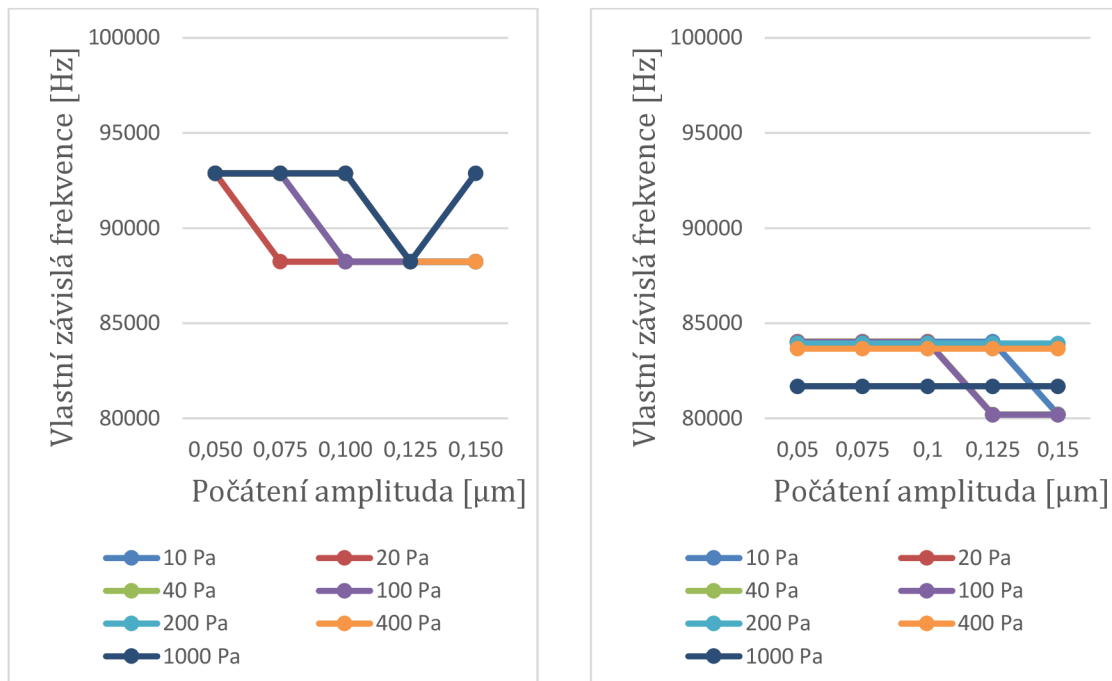 Vlastní závislá frekvence [Hz]
100000
95000
90000
85000
80000
0,050 0,075 0,100 0,125 0,150
Počátení amplituda [μm]
10 Pa 20 Pa
40 Pa 100 Pa
200 Pa 400 Pa
1000 Pa
Vlastní závislá frekvence [Hz]
100000
95000
90000
85000
80000
0,05 0,075 0,1 0,125 0,15
Počátení amplituda [μm]
10 Pa 20 Pa
40 Pa 100 Pa
200 Pa 400 Pa
1000 Pa